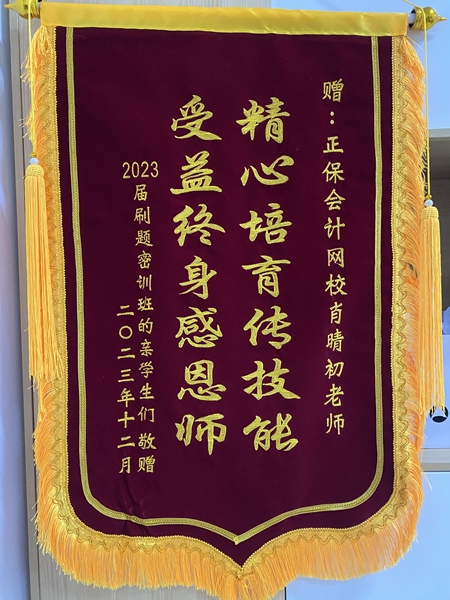 赠：正保会计网校肖晴初老师
精心培育传技能
受益终身感恩师
2023届刷题密训班的亲学生们敬赠
二〇二三年十二月